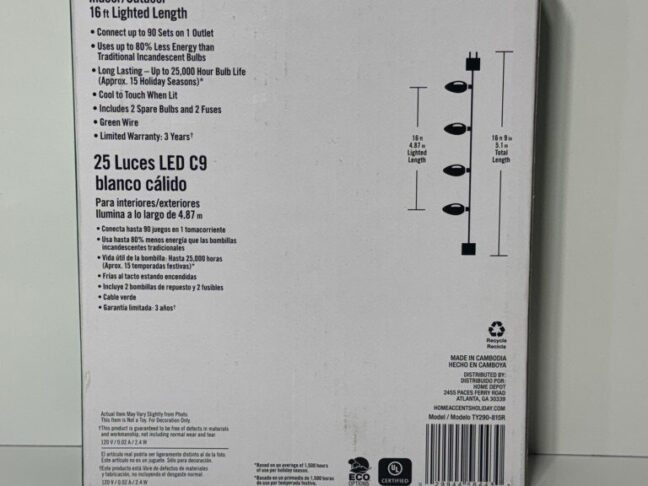 Indoor/Outdoor
16 ft Lighted Length
• Connect up to 90 Sets on 1 Outlet
• Uses up to 80% Less Energy than
Traditional Incandescent Bulbs
• Long Lasting – Up to 25,000 Hour Bulb Life
(Approx. 15 Holiday Seasons)*
• Cool to Touch When Lit
• Includes 2 Spare Bulbs and 2 Fuses
• Green Wire
• Limited Warranty: 3 Years†
25 Luces LED C9
blanco cálido
Para interiores/exteriores
Ilumina a lo largo de 4.87 m
• Conecta hasta 90 juegos en 1 tomacorriente
• Usa hasta 80% menos energía que las bombillas
incandescentes tradicionales
• Vida útil de la bombilla: Hasta 25,000 horas
(Aprox. 15 temporadas festivas)*
• Frías al tacto estando encendidas
• Incluye 2 bombillas de repuesto y 2 fusibles
• Cable verde
• Garantía limitada: 3 años†
16 ft
4.87 m
Lighted
Length
16 ft 9 in
5.1 m
Total
Length
Recycle
Recicle
MADE IN CAMBODIA
HECHO EN CAMBOYA
DISTRIBUTED BY:
DISTRIBUIDO POR:
HOME DEPOT
2455 PACES FERRY ROAD
ATLANTA, GA 30339
HOMEACCENTSHOLIDAY.COM
Model / Modelo TY290-815R
Actual Item May Vary Slightly from Photo
This Item is Not a Toy. For Decoration Only
†This product is guaranteed to be free of defects in materials
and workmanship, not including normal wear and tear
120 V / 0.02 A / 2.4 W
El artículo real podría ser ligeramente distinto al de la foto
Este artículo no es un juguete. Sólo para decoración.
†Este producto está libre de defectos de materiales
y fabricación, no incluyendo el desgaste normal
120 V / 0.02 A / 2.4 W
*Based on an average of 1,500 hours
of use throughout the year
*Basada en un promedio de 1,500 horas
de uso durante el año
ECO
OPTIONS
UL
CERTIFIED